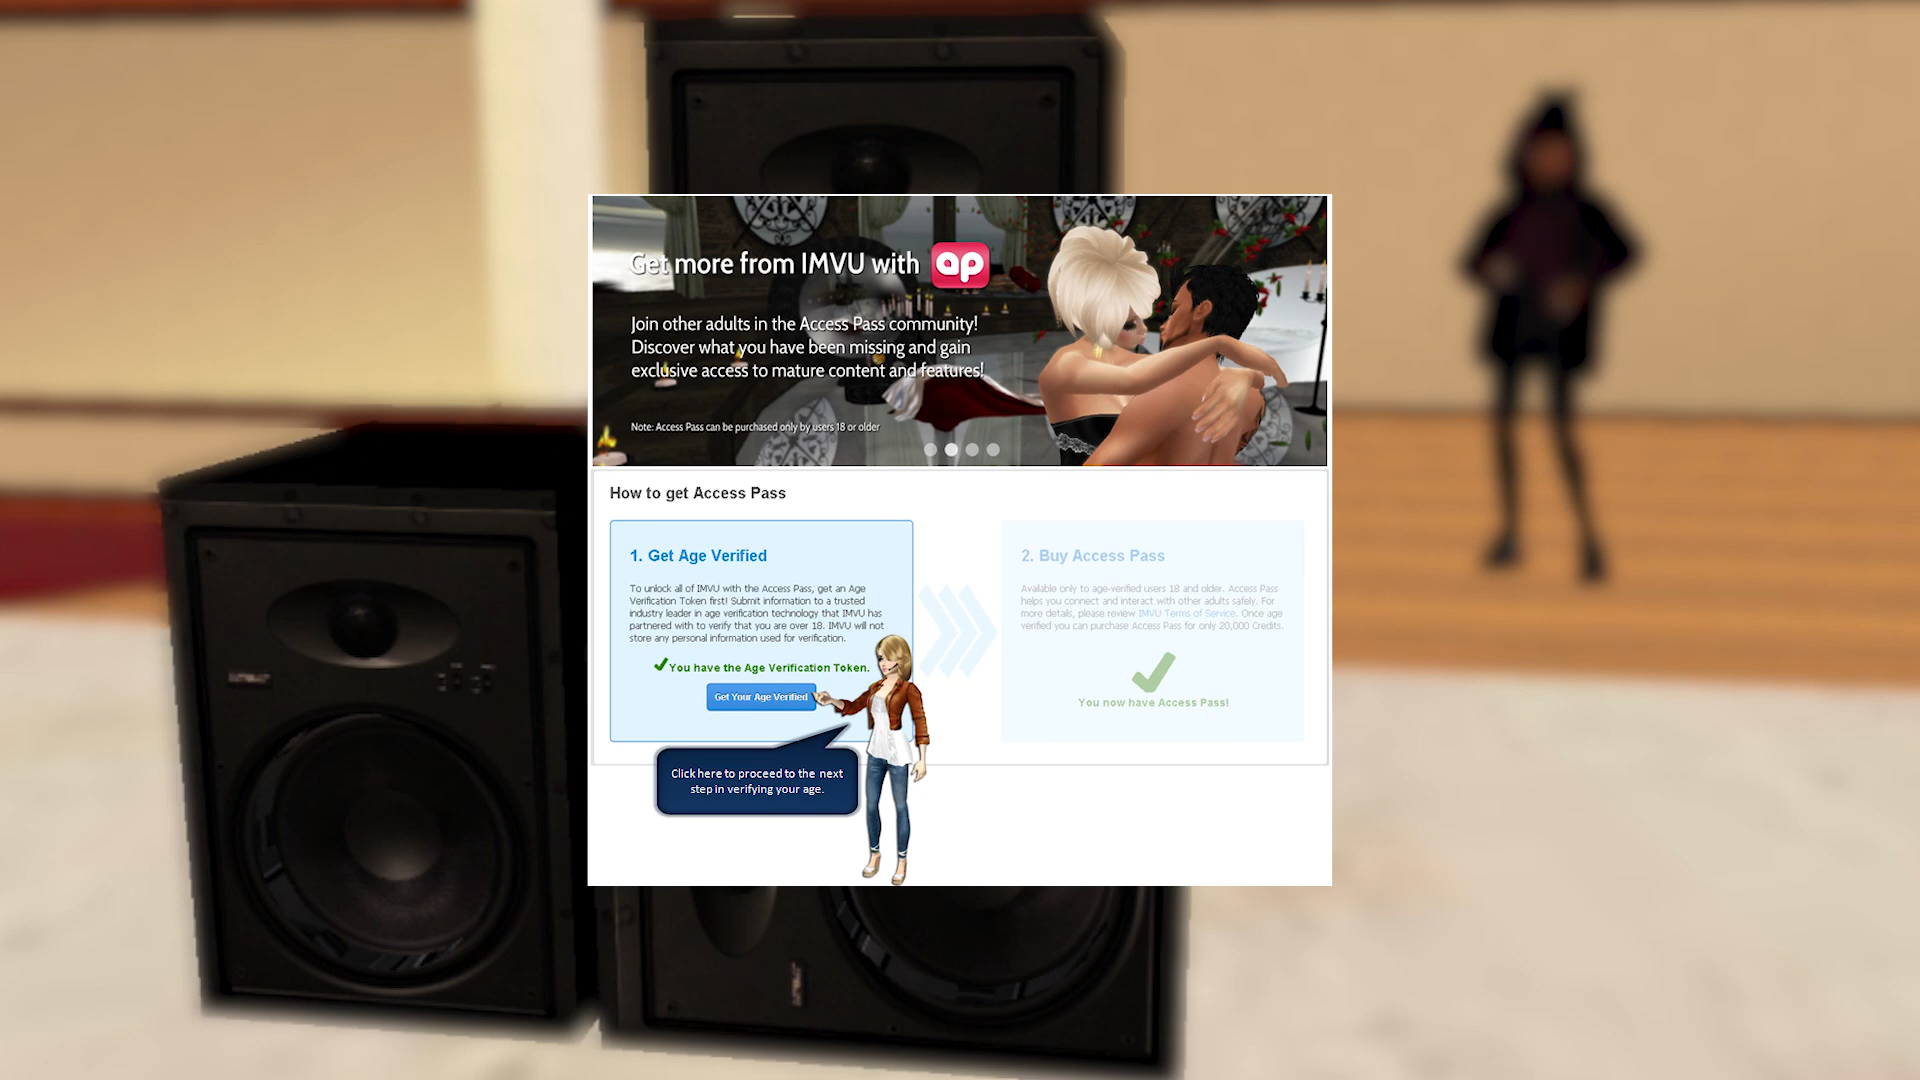 Get more from IMVU with ap
Join other adults in the Access Pass community!
Discover what you have been missing and gain
exclusive access to mature content and features!
Note: Access Pass can be purchased only by users 18 or older
How to get Access Pass
1. Get Age Verified
To unlock all of IMVU with the Access Pass, get an Age
Verification Token first! Submit information to a trusted
industry leader in age verification technology that IMVU has
partnered with to verify that you are over 18. IMVU will not
store any personal information used for verification.
You have the Age Verification Token.
Get Your Age Verified
Click here to proceed to the next
step in verifying your age.
2. Buy Access Pass
Available only to age-verified users 18 and older. Access Pass
helps you connect and interact with other adults safely. For
more details, please review IMVU Terms of Service. Once age
verified you can purchase Access Pass for only 20,000 Credits.
You now have Access Pass!